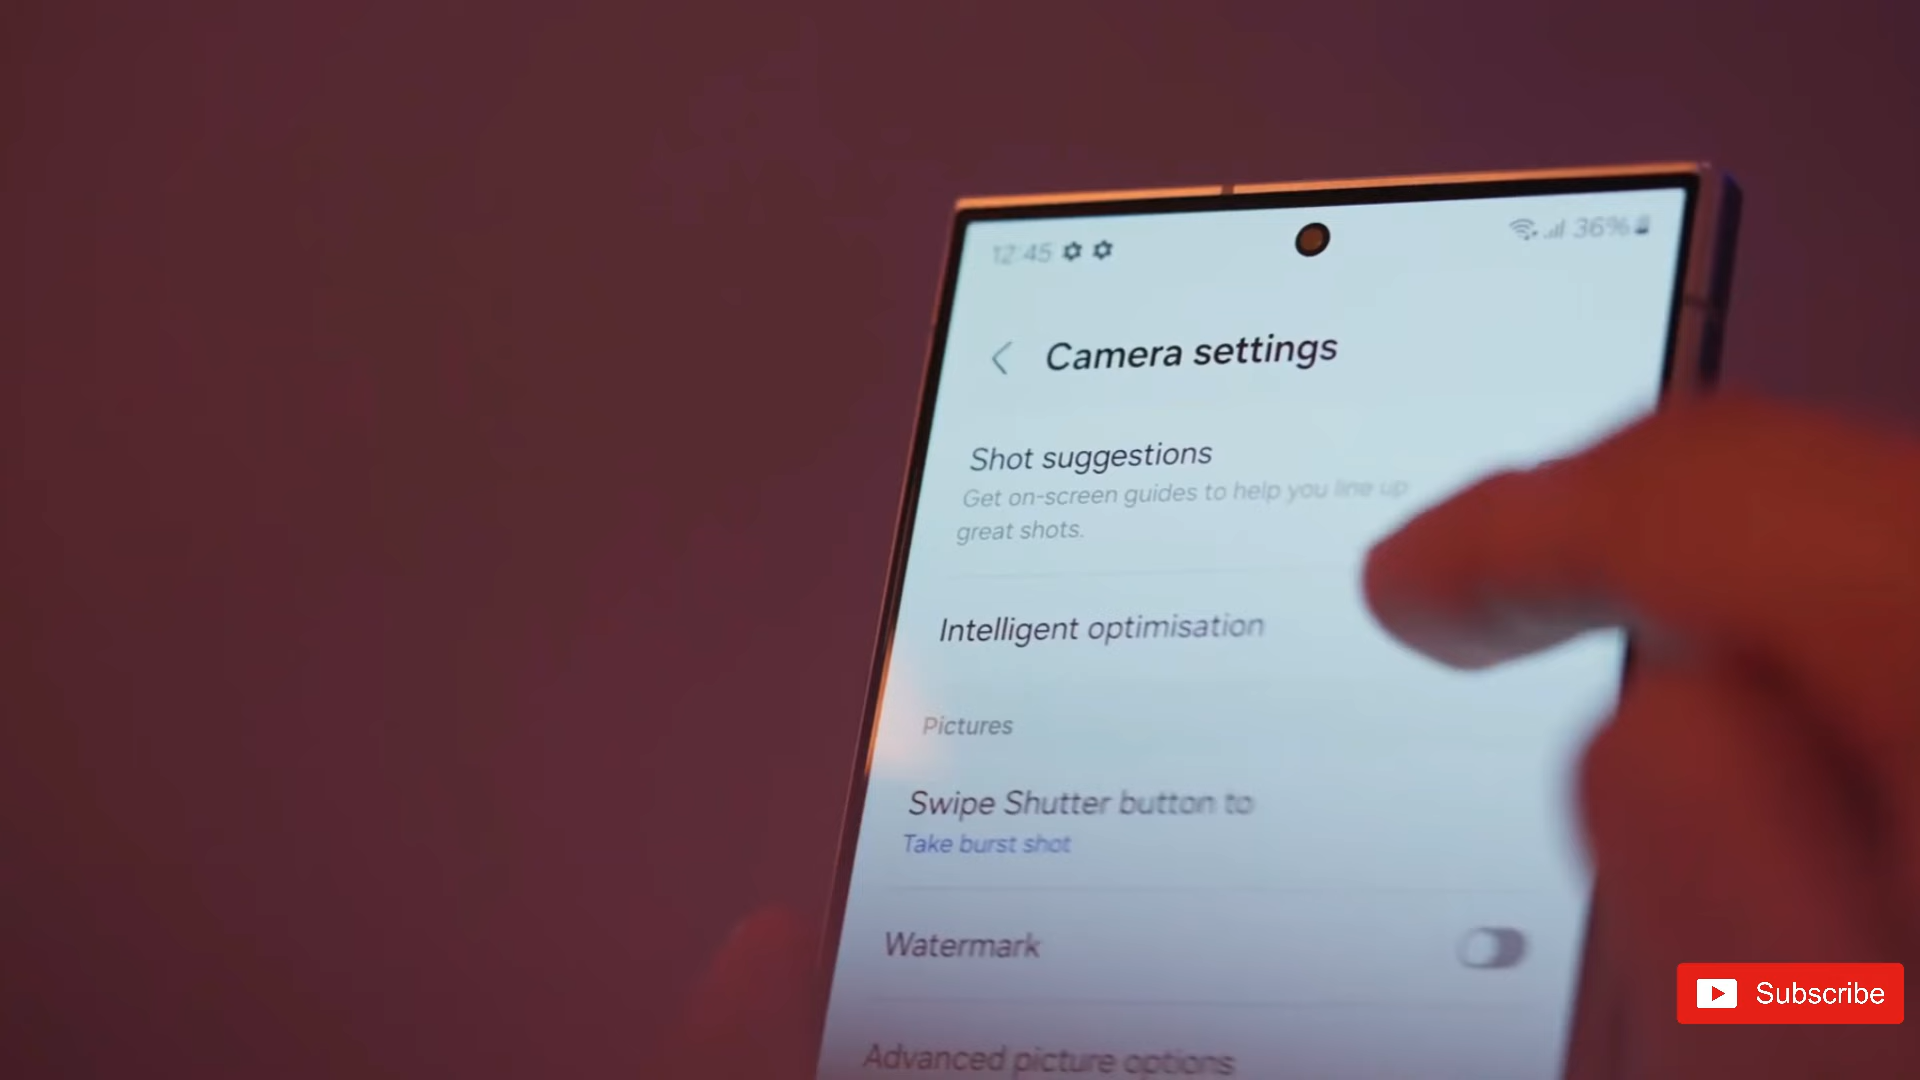 12:45
36%
Camera settings
Shot suggestions
Get on-screen guides to help you line up
great shots.
Intelligent optimisation
Pictures
Swipe Shutter button to
Take burst shot
Watermark
Advanced picture options
Subscribe